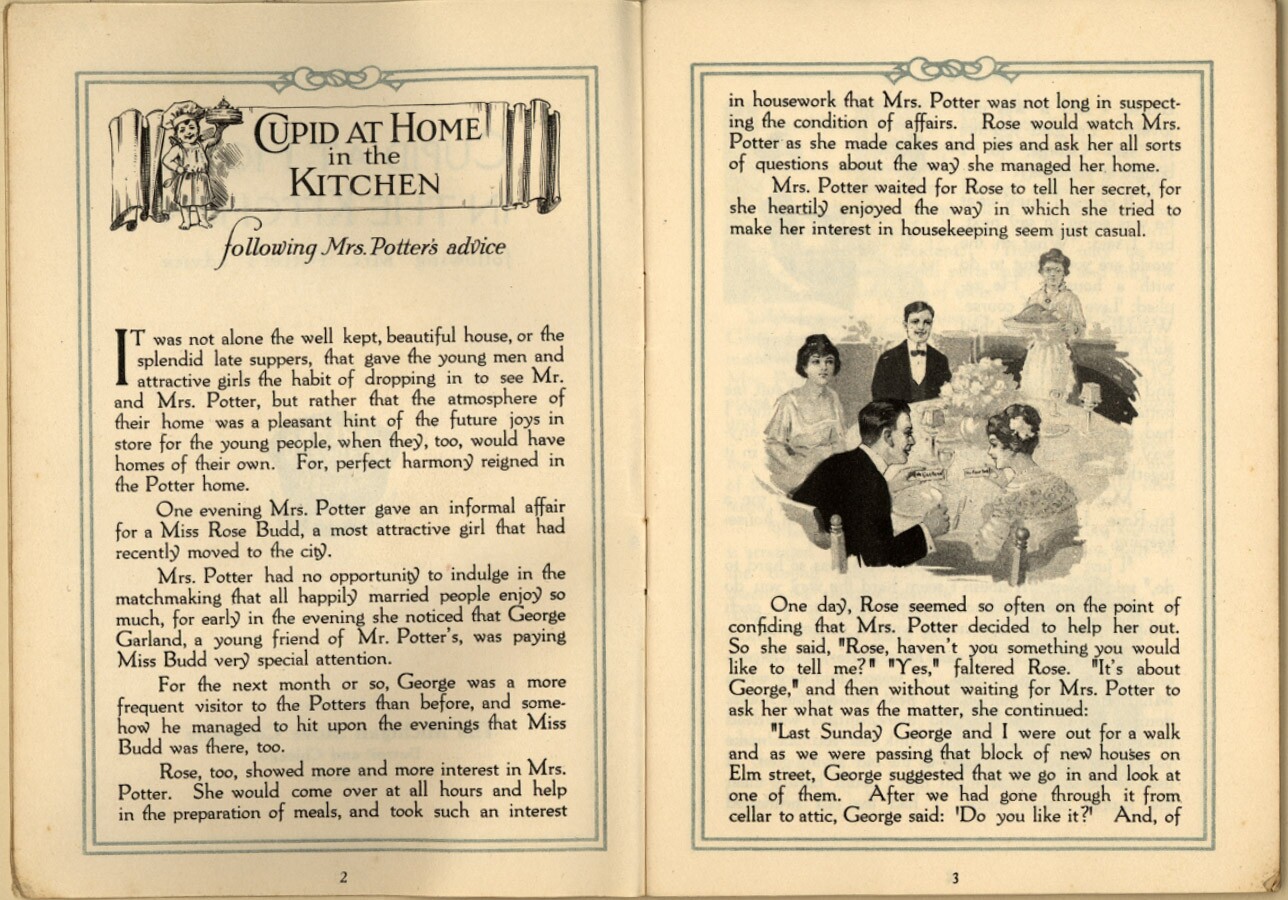 CUPID AT HOME
in the
KITCHEN
following Mrs. Potter's advice
IT was not alone the well kept, beautiful house, or the
splendid late suppers, that gave the young men and
attractive girls the habit of dropping in to see Mr.
and Mrs. Potter, but rather that the atmosphere of
their home was a pleasant hint of the future joys in
store for the young people, when they, too, would have
homes of their own. For, perfect harmony reigned in
the Potter home.
One evening Mrs. Potter gave an informal affair
for a Miss Rose Budd, a most attractive girl that had
recently moved to the city.
Mrs. Potter had no opportunity to indulge in the
matchmaking that all happily married people enjoy so
much, for early in the evening she noticed that George
Garland, a young friend of Mr. Potter's, was paying
Miss Budd very special attention.
For the next month or so, George was a more
frequent visitor to the Potters than before, and some-
how he managed to hit upon the evenings that Miss
Budd was there, too.
Rose, too, showed more and more interest in Mrs.
Potter. She would come over at all hours and help
in the preparation of meals, and took such an interest
2
in housework that Mrs. Potter was not long in suspect-
ing the condition of affairs. Rose would watch Mrs.
Potter as she made cakes and pies and ask her all sorts
of questions about the way she managed her home.
Mrs. Potter waited for Rose to tell her secret, for
she heartily enjoyed the way in which she tried to
make her interest in housekeeping seem just casual.
One day, Rose seemed so often on the point of
confiding that Mrs. Potter decided to help her out.
So she said, "Rose, haven't you something you would
like to tell me?" "Yes," faltered Rose. "It's about
George," and then without waiting for Mrs. Potter to
ask her what was the matter, she continued:
"Last Sunday George and I were out for a walk
and as we were passing that block of new houses on
Elm street, George suggested that we go in and look at
one of them. After we had gone through it from
cellar to attic, George said: 'Do you like it?' And, of
3